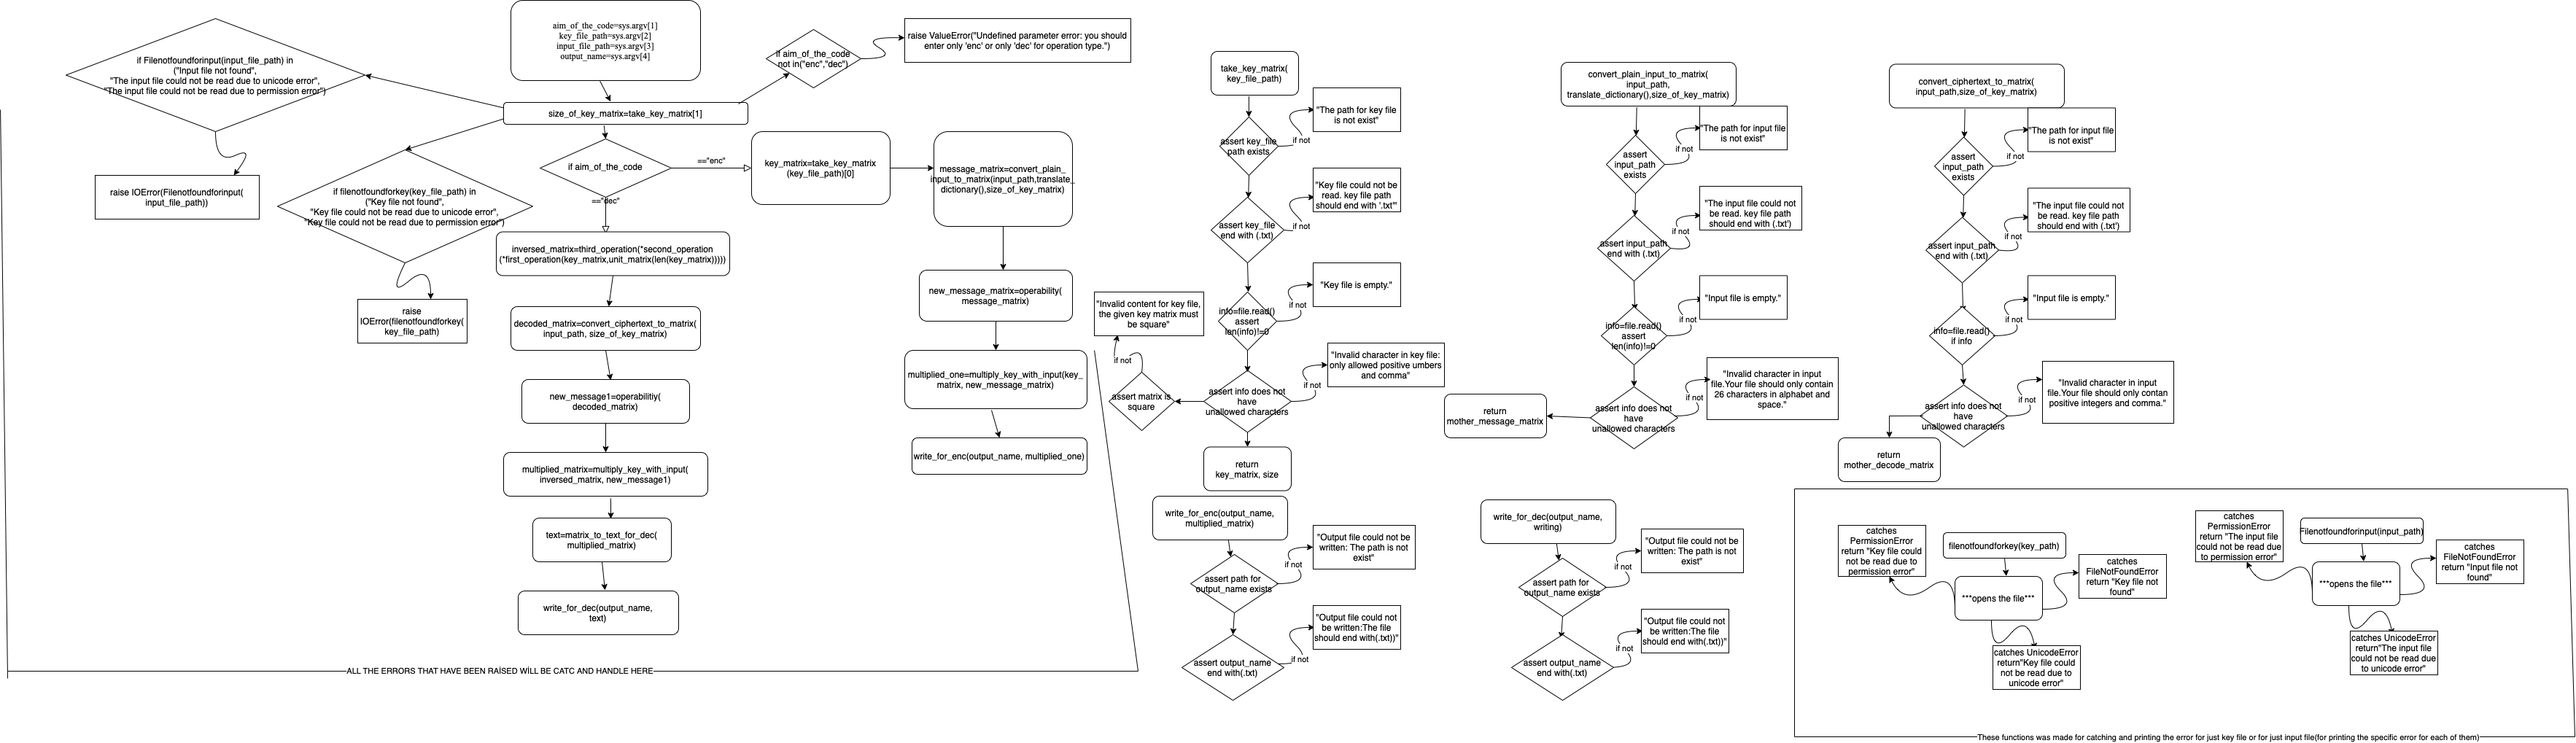 aim_of_the_code=sys.argv[1]
key_file_path=sys.argv[2]
input_file_path=sys.argv[3]
output_name=sys.argv[4]
if Filenotfoundforinput(input_file_path) in
("Input file not found",
"The input file could not be read due to unicode error",
"The input file could not be read due to permission error")
raise IOError(Filenotfoundforinput(
input_file_path))
size_of_key_matrix=take_key_matrix[1]
If aim_of_the_code
not in("enc","dec")
raise ValueError("Undefined parameter error: you should
enter only 'enc' or only 'dec' for operation type.")
if filenotfoundforkey(key_file_path) in
("Key file not found",
"Key file could not be read due to unicode error",
"Key file could not be read due to permission error")
raise
IOError(filenotfoundforkey(
key_file_path)
if aim_of_the_code
=="enc"
=="dec"
key_matrix=take_key_matrix
(key_file_path)[0]
message_matrix=convert_plain_
input_to_matrix(input_path,translate_
dictionary(),size_of_key_matrix)
new_message_matrix=operability(
message_matrix)
multiplied_one=multiply_key_with_input(key_
matrix, new_message_matrix)
write_for_enc(output_name, multiplied_one)
inversed_matrix=third_operation(*second_operation
(*first_operation(key_matrix,unit_matrix(len(key_matrix)))))
decoded_matrix=convert_ciphertext_to_matrix(
input_path, size_of_key_matrix)
new_message1=operabilitiy(
decoded_matrix)
multiplied_matrix=multiply_key_with_input(
inversed_matrix, new_message1)
text=matrix_to_text_for_dec(
multiplied_matrix)
write_for_dec(output_name,
text)
ALL THE ERRORS THAT HAVE BEEN RAİSED WİLL BE CATC AND HANDLE HERE
take_key_matrix(
key_file_path)
assert key_file
path exists
if not
"The path for key file
is not exist"
assert key_file
end with (.txt)
if not
"Key file could not be
read. key file path
should end with '.txt'"
info=file.read()
assert
len(info)!=0
if not
"Key file is empty."
assert info does not
have
unallowed characters
if not
"Invalid character in key file:
only allowed positive umbers
and comma"
assert matrix is
square
if not
"Invalid content for key file,
the given key matrix must
be square"
return
key_matrix, size
convert_plain_input_to_matrix(
input_path,
translate_dictionary(),size_of_key_matrix)
assert
input_path
exists
if not
"The path for input file
is not exist"
assert input_path
end with (.txt)
if not
"The input file could not
be read. key file path
should end with (.txt')
info=file.read()
assert
len(info)!=0
if not
"Input file is empty."
assert info does not
have
unallowed characters
if not
"Invalid character in input
file.Your file should only contain
26 characters in alphabet and
space."
return
mother_message_matrix
convert_ciphertext_to_matrix(
input_path,size_of_key_matrix)
assert
input_path
exists
if not
"The path for input file
is not exist"
assert input_path
end with (.txt)
if not
"The input file could not
be read. key file path
should end with (.txt')
info=file.read()
if info
if not
"Input file is empty."
assert info does not
have
unallowed characters
if not
"Invalid character in input
file.Your file should only contan
positive integers and comma."
return
mother_decode_matrix
write_for_enc(output_name,
multiplied_matrix)
assert path for
output_name exists
if not
"Output file could not be
written: The path is not
exist"
assert output_name
end with(.txt)
if not
"Output file could not
be written:The file
should end with(.txt))"
write_for_dec(output_name,
writing)
assert path for
output_name exists
if not
"Output file could not be
written: The path is not
exist"
assert output_name
end with(.txt)
if not
"Output file could not
be written:The file
should end with(.txt))"
catches
PermissionError
return "Key file could
not be read due to
permission error"
filenotfoundforkey(key_path)
***opens the file***
catches
FileNotFoundError
return "Key file not
found"
catches UnicodeError
return"Key file could
not be read due to
unicode error"
catches
PermissionError
return "The input file
could not be read due
to permission error"
Filenotfoundforinput(input_path)
***opens the file***
catches
FileNotFoundError
return "Input file not
found"
catches UnicodeError
return"The input file
could not be read due
to unicode error"
These functions was made for catching and printing the error for just key file or for just input file(for printing the specific error for each of them)